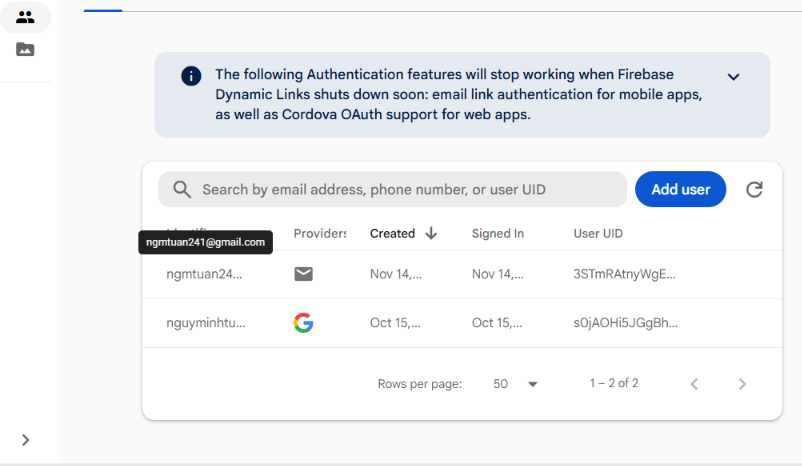 The following Authentication features will stop working when Firebase
Dynamic Links shuts down soon: email link authentication for mobile apps,
as well as Cordova OAuth support for web apps.
Search by email address, phone number, or user UID
Add user
Providers Created Signed In User UID
ngmtuan241@gmail.com
ngmtuan24... Nov 14,... Nov 14,... 3STmRAtnyWgE...
nguyminhtu... Oct 15,... Oct 15,... s0jAOHi5JGgBh...
Rows per page: 50 1 – 2 of 2